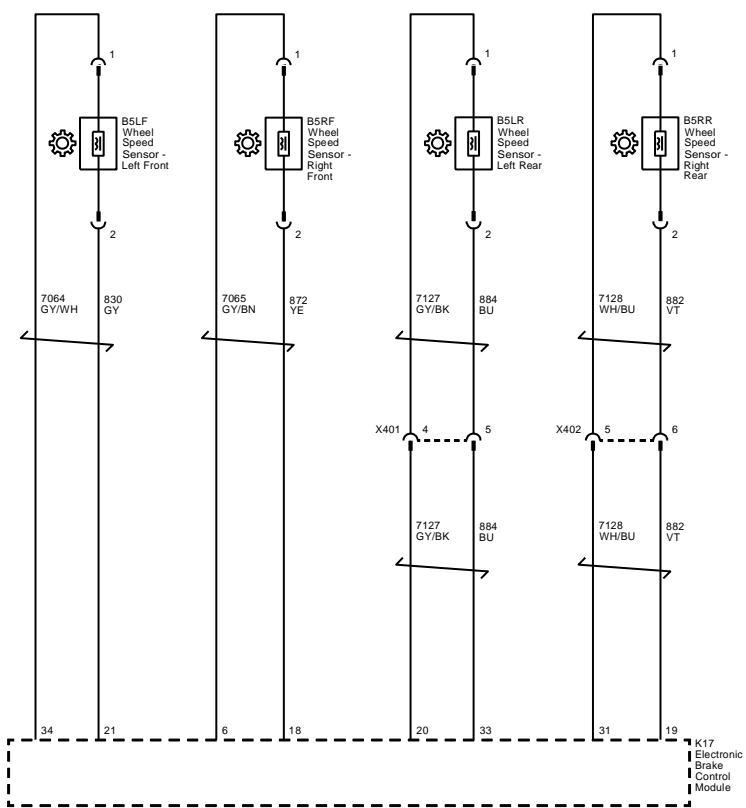 1
1
1
1
B5LF
Wheel
Speed
Sensor -
Left Front
B5RF
Wheel
Speed
Sensor -
Right
Front
B5LR
Wheel
Speed
Sensor -
Left Rear
B5RR
Wheel
Speed
Sensor -
Right
Rear
2
2
2
2
7064
GY/WH
830
GY
7065
GY/BN
872
YE
7127
GY/BK
884
BU
7128
WH/BU
882
VT
X401
4
5
X402
5
6
7127
GY/BK
884
BU
7128
WH/BU
882
VT
34
21
6
18
20
33
31
19
K17
Electronic
Brake
Control
Module